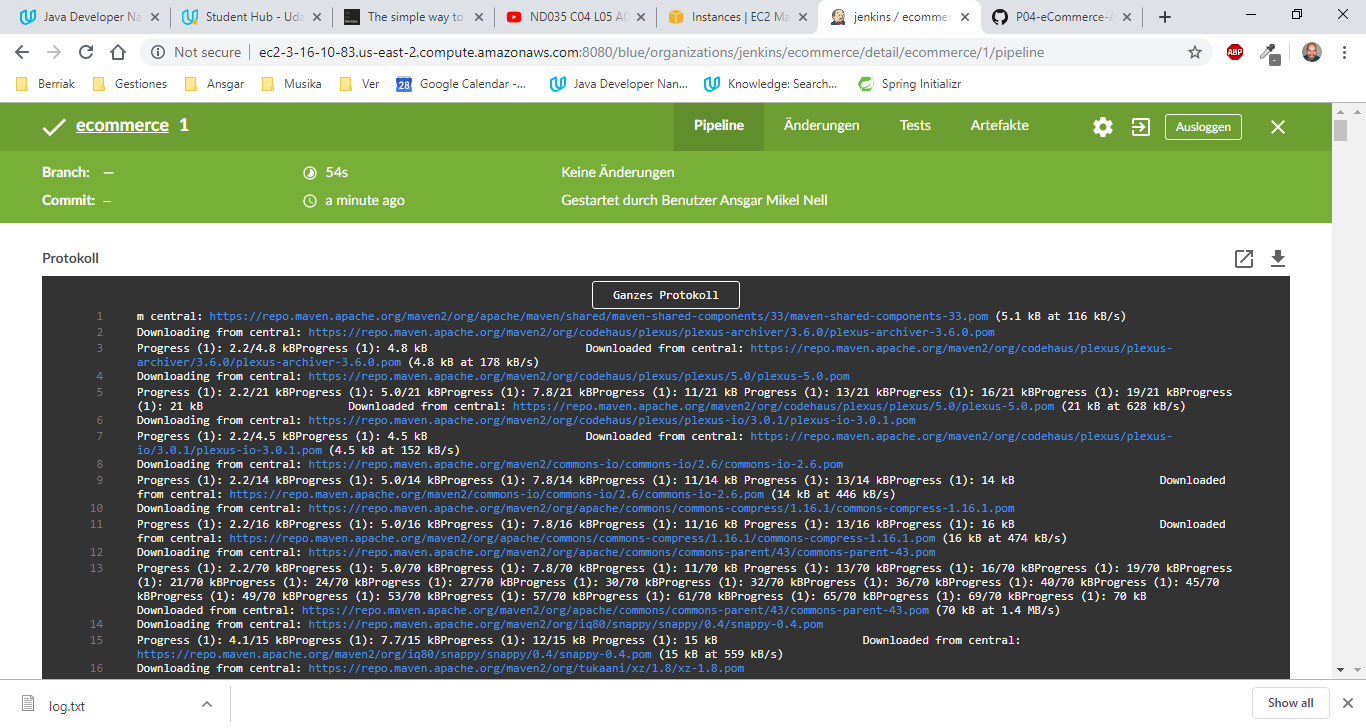 Java Developer Na
Student Hub - Uda
The simple way to
ND035 C04 L05 A0
Instances | EC2 Ma
jenkins / ecommer
P04-eCommerce-A
Not secure | ec2-3-16-10-83.us-east-2.compute.amazonaws.com:8080/blue/organizations/jenkins/ecommerce/detail/ecommerce/1/pipeline
ABP
Berriak
Gestiones
Ansgar
Musika
Ver
28 Google Calendar -...
Java Developer Nan...
Knowledge: Search...
Spring Initializr
ecommerce 1
Pipeline
Änderungen
Tests
Artefakte
Ausloggen
Branch: —
54s
Keine Änderungen
Commit: –
a minute ago
Gestartet durch Benutzer Ansgar Mikel Nell
Protokoll
Ganzes Protokoll
1 m central: https://repo.maven.apache.org/maven2/org/apache/maven/shared/maven-shared-components/33/maven-shared-components-33.pom (5.1 kB at 116 kB/s)
2 Downloading from central: https://repo.maven.apache.org/maven2/org/codehaus/plexus/plexus-archiver/3.6.0/plexus-archiver-3.6.0.pom
3 Progress (1): 2.2/4.8 kBProgress (1): 4.8 kB Downloaded from central: https://repo.maven.apache.org/maven2/org/codehaus/plexus/plexus-
archiver/3.6.0/plexus-archiver-3.6.0.pom (4.8 kB at 178 kB/s)
4 Downloading from central: https://repo.maven.apache.org/maven2/org/codehaus/plexus/plexus/5.0/plexus-5.0.pom
5 Progress (1): 2.2/21 kBProgress (1): 5.0/21 kBProgress (1): 7.8/21 kBProgress (1): 11/21 kB Progress (1): 13/21 kBProgress (1): 16/21 kBProgress (1): 19/21 kBProgress
(1): 21 kB Downloaded from central: https://repo.maven.apache.org/maven2/org/codehaus/plexus/plexus/5.0/plexus-5.0.pom (21 kB at 628 kB/s)
6 Downloading from central: https://repo.maven.apache.org/maven2/org/codehaus/plexus/plexus-io/3.0.1/plexus-io-3.0.1.pom
7 Progress (1): 2.2/4.5 kBProgress (1): 4.5 kB Downloaded from central: https://repo.maven.apache.org/maven2/org/codehaus/plexus/plexus-
io/3.0.1/plexus-io-3.0.1.pom (4.5 kB at 152 kB/s)
8 Downloading from central: https://repo.maven.apache.org/maven2/commons-io/commons-io/2.6/commons-io-2.6.pom
9 Progress (1): 2.2/14 kBProgress (1): 5.0/14 kBProgress (1): 7.8/14 kBProgress (1): 11/14 kB Progress (1): 13/14 kBProgress (1): 14 kB Downloaded
from central: https://repo.maven.apache.org/maven2/commons-io/commons-io/2.6/commons-io-2.6.pom (14 kB at 446 kB/s)
10 Downloading from central: https://repo.maven.apache.org/maven2/org/apache/commons/commons-compress/1.16.1/commons-compress-1.16.1.pom
11 Progress (1): 2.2/16 kBProgress (1): 5.0/16 kBProgress (1): 7.8/16 kBProgress (1): 11/16 kB Progress (1): 13/16 kBProgress (1): 16 kB Downloaded
from central: https://repo.maven.apache.org/maven2/org/apache/commons/commons-compress/1.16.1/commons-compress-1.16.1.pom (16 kB at 474 kB/s)
12 Downloading from central: https://repo.maven.apache.org/maven2/org/apache/commons/commons-parent/43/commons-parent-43.pom
13 Progress (1): 2.2/70 kBProgress (1): 5.0/70 kBProgress (1): 7.8/70 kBProgress (1): 11/70 kB Progress (1): 13/70 kBProgress (1): 16/70 kBProgress (1): 19/70 kBProgress
(1): 21/70 kBProgress (1): 24/70 kBProgress (1): 27/70 kBProgress (1): 30/70 kBProgress (1): 32/70 kBProgress (1): 36/70 kBProgress (1): 40/70 kBProgress (1): 45/70
kBProgress (1): 49/70 kBProgress (1): 53/70 kBProgress (1): 57/70 kBProgress (1): 61/70 kBProgress (1): 65/70 kBProgress (1): 69/70 kBProgress (1): 70 kB
Downloaded from central: https://repo.maven.apache.org/maven2/org/apache/commons/commons-parent/43/commons-parent-43.pom (70 kB at 1.4 MB/s)
14 Downloading from central: https://repo.maven.apache.org/maven2/org/iq80/snappy/snappy/0.4/snappy-0.4.pom
15 Progress (1): 4.1/15 kBProgress (1): 7.7/15 kBProgress (1): 12/15 kB Progress (1): 15 kB Downloaded from central:
https://repo.maven.apache.org/maven2/org/iq80/snappy/snappy/0.4/snappy-0.4.pom (15 kB at 559 kB/s)
16 Downloading from central: https://repo.maven.apache.org/maven2/org/tukaani/xz/1.8/xz-1.8.pom
log.txt
Show all